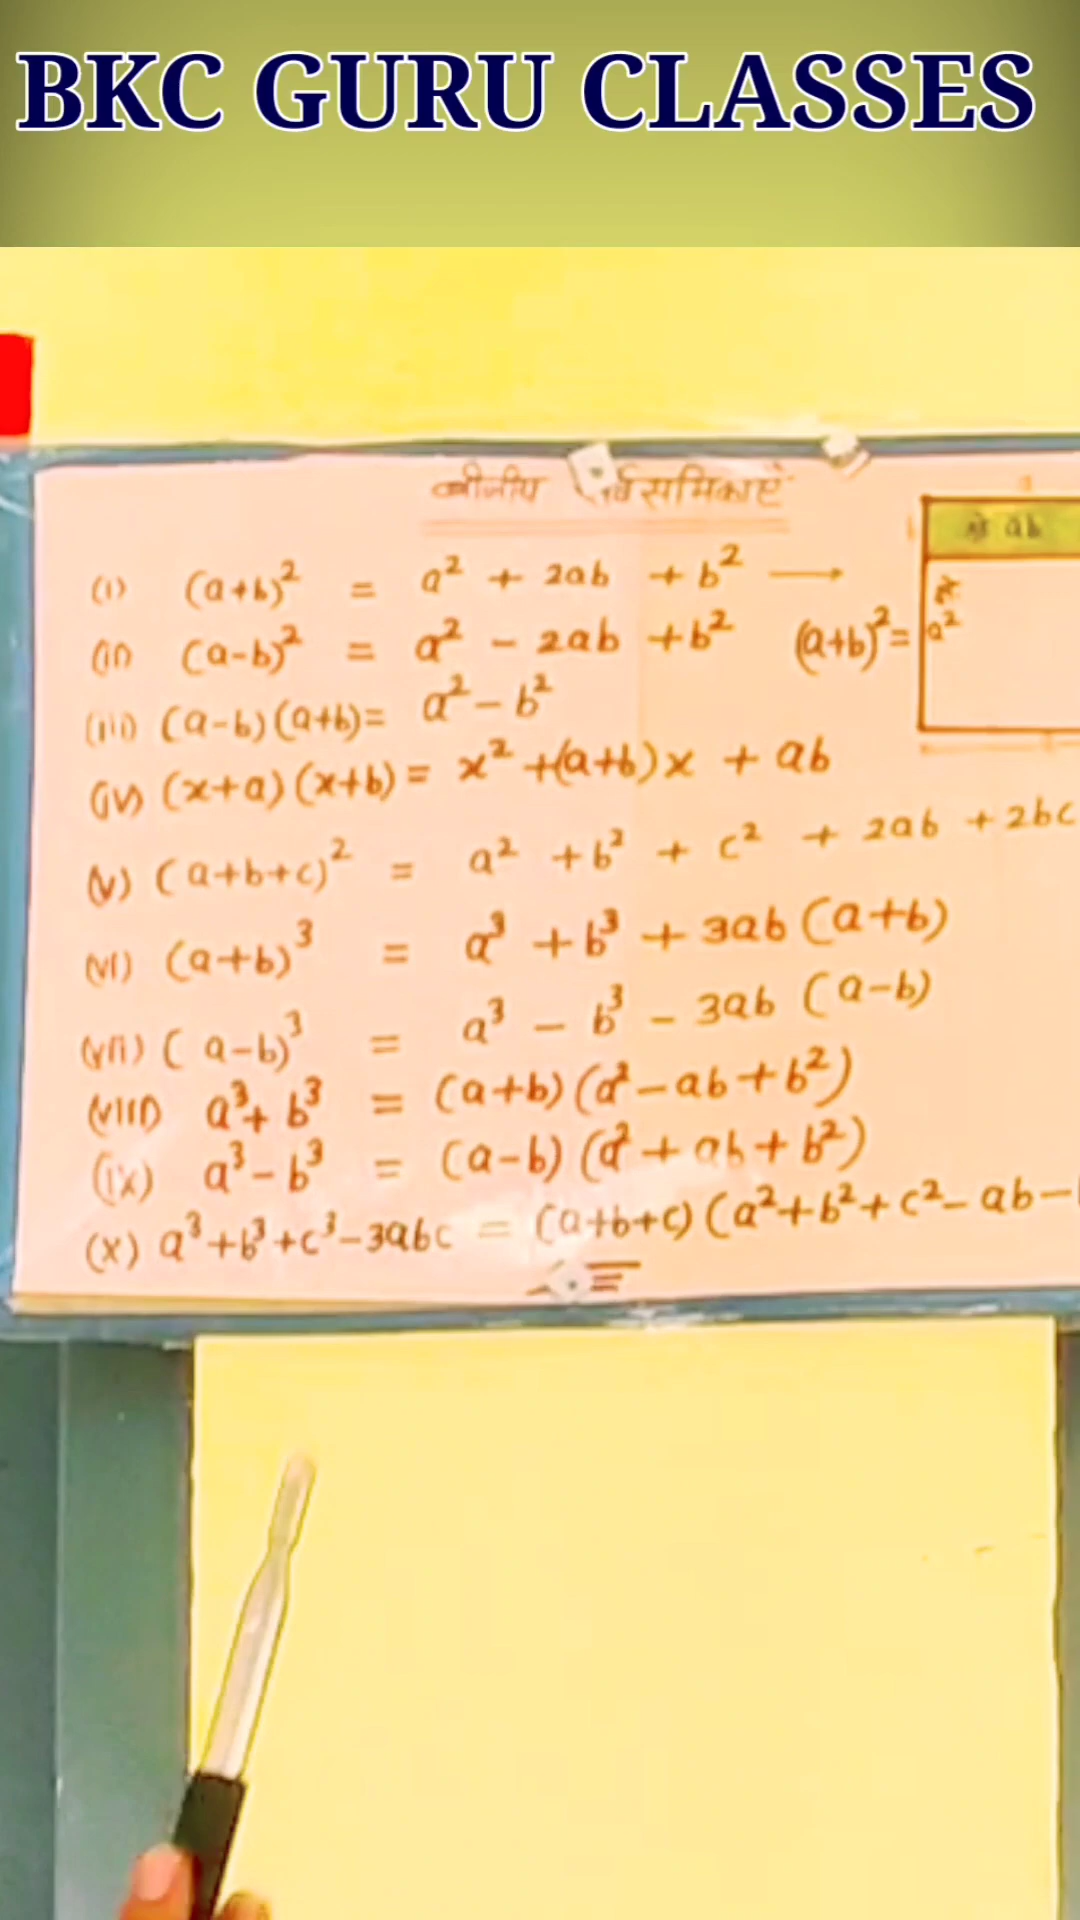 BKC GURU CLASSES
बीजीय सर्वसमिकाएँ
(i) (a+b)² = a² + 2ab + b² →
(ii) (a-b)² = a² - 2ab + b² (a+b)² =
(iii) (a-b)(a+b) = a² - b²
(iv) (x+a)(x+b) = x² + (a+b)x + ab
(v) (a+b+c)² = a² + b² + c² + 2ab + 2bc
(vi) (a+b)³ = a³ + b³ + 3ab (a+b)
(vii) (a-b)³ = a³ - b³ - 3ab (a-b)
(viii) a³ + b³ = (a+b)(a² - ab + b²)
(ix) a³ - b³ = (a-b)(a² + ab + b²)
(x) a³ + b³ + c³ - 3abc = (a+b+c)(a² + b² + c² - ab -
ab
a²